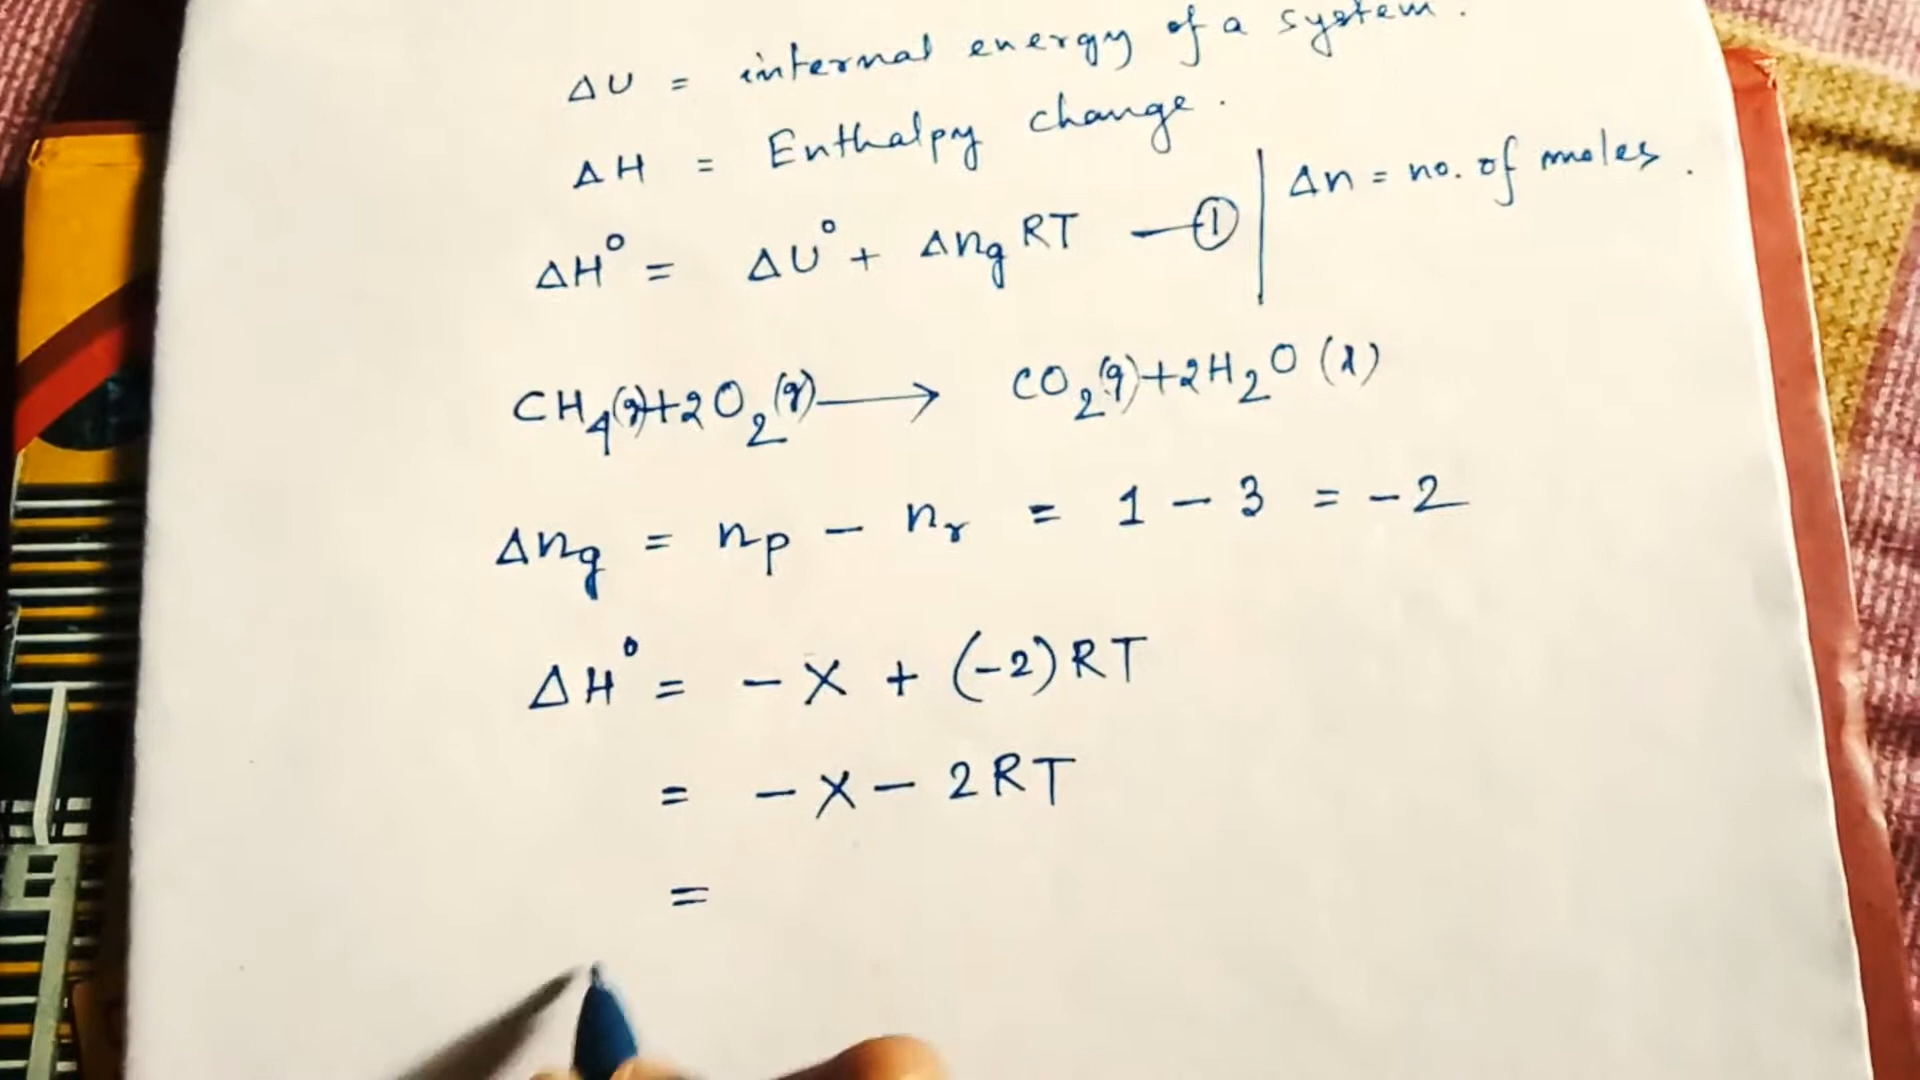 ΔU = internal energy of a system.
ΔH = Enthalpy change.
ΔH° = ΔU° + Δng RT —① | Δn = no. of moles.
CH₄(g)+2O₂(g) ⟶ CO₂(g)+2H₂O (l)
Δng = np − nr = 1 − 3 = −2
ΔH° = −X + (−2)RT
= −X − 2RT
=